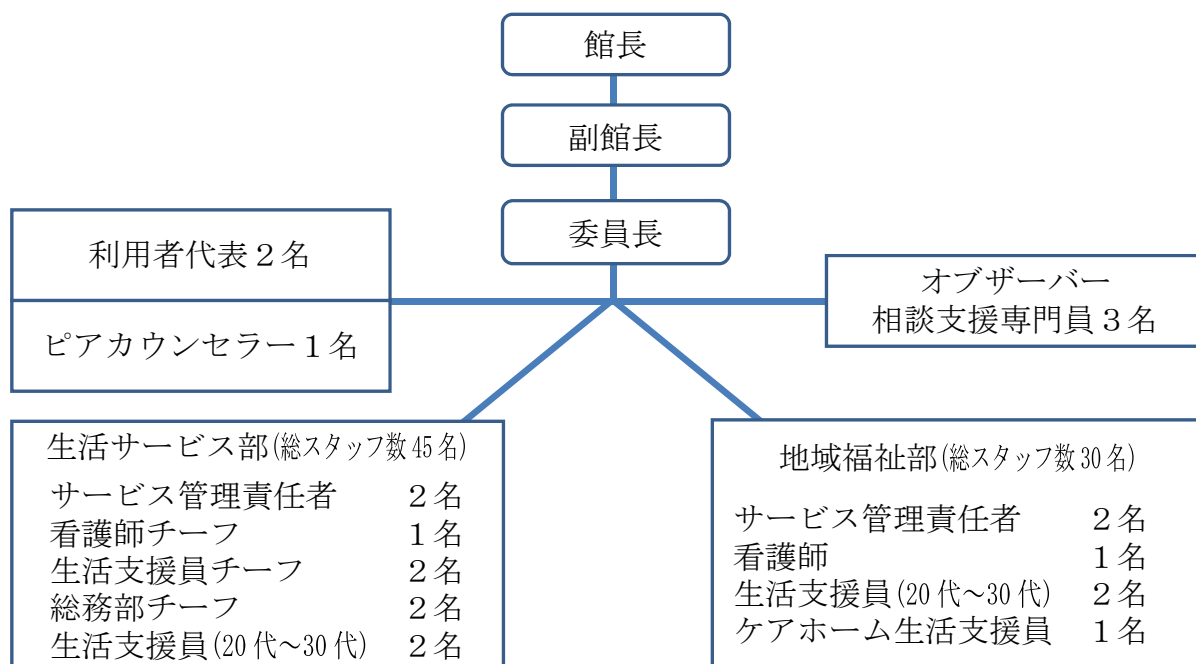 館長
副館長
委員長
利用者代表２名
ピアカウンセラー１名
オブザーバー
相談支援専門員３名
生活サービス部(総スタッフ数45名)
サービス管理責任者　２名
看護師チーフ　１名
生活支援員チーフ　２名
総務部チーフ　２名
生活支援員(20代～30代)　２名
地域福祉部(総スタッフ数30名)
サービス管理責任者　２名
看護師　１名
生活支援員(20代～30代)　２名
ケアホーム生活支援員　１名